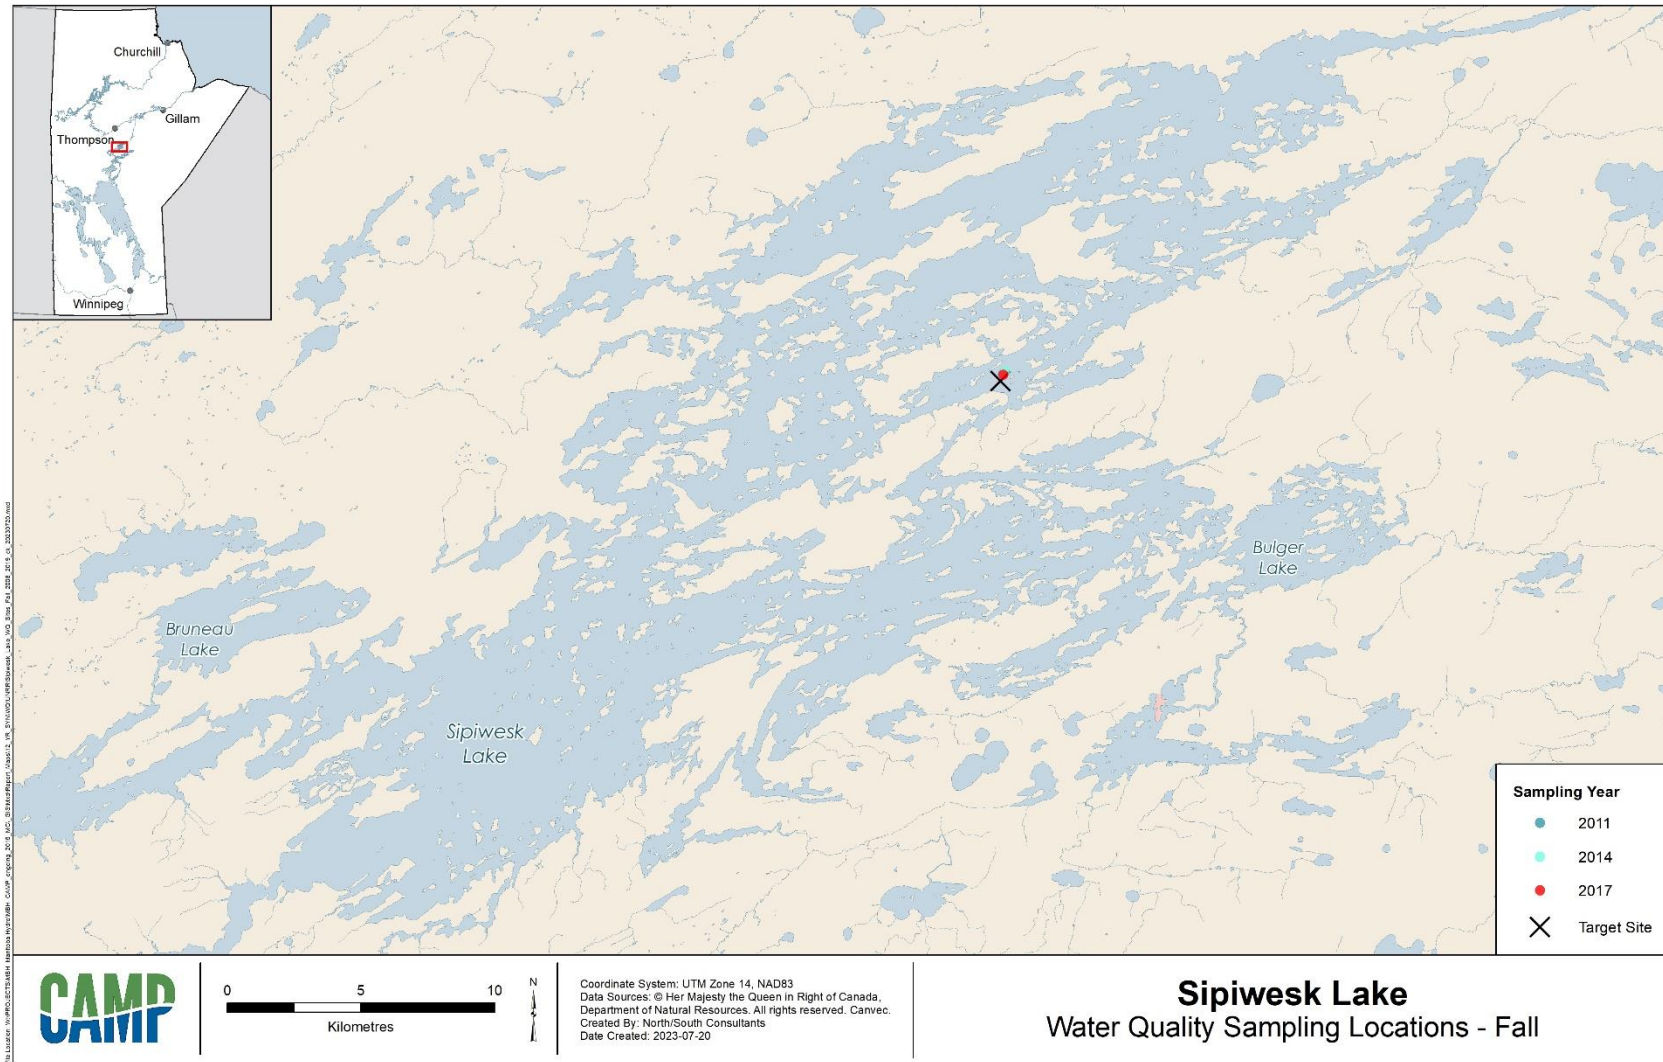 Churchill
Gillam
Thompson
Winnipeg
Bulger
Lake
Bruneau
Lake
Sipiwesk
Lake
Sampling Year
2011
2014
2017
Target Site
CAMP
0 5 10
Kilometres
N
Coordinate System: UTM Zone 14, NAD83
Data Sources: © Her Majesty the Queen in Right of Canada,
Department of Natural Resources. All rights reserved. Canvec.
Created By: North/South Consultants
Date Created: 2023-07-20
Sipiwesk Lake
Water Quality Sampling Locations - Fall